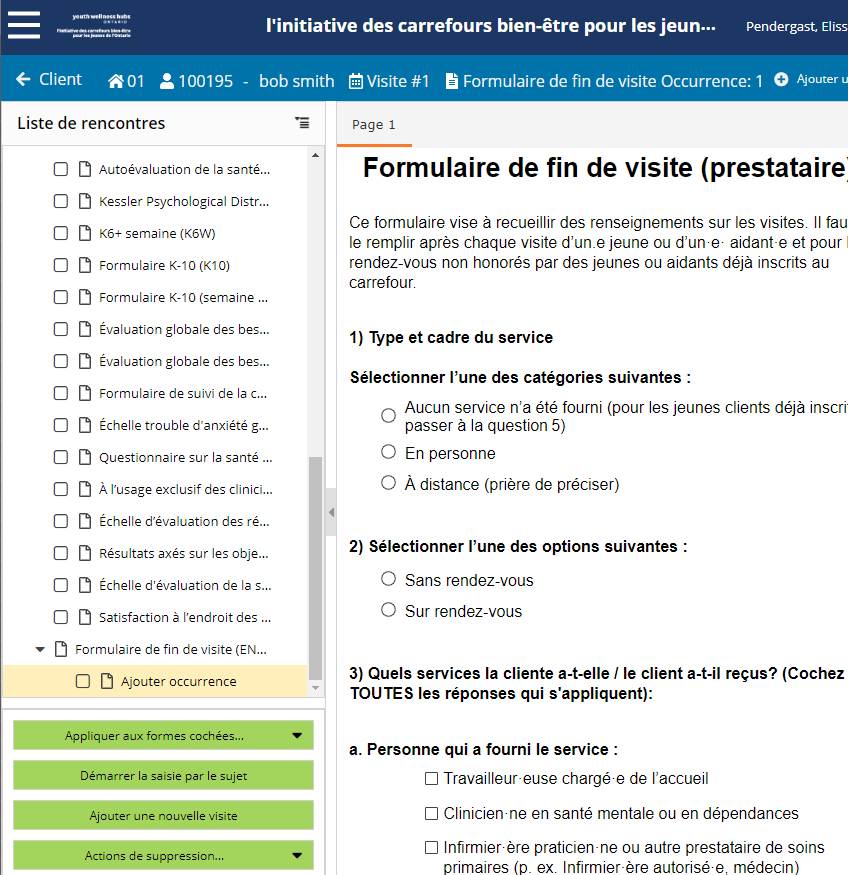 youth wellness hubs
ONTARIO
l'initiative des carrefours bien-être
pour les jeunes de l'Ontario
l'initiative des carrefours bien-être pour les jeun...
Pendergast, Eliss
Client
01
100195 - bob smith
Visite #1
Formulaire de fin de visite Occurrence: 1
Ajouter u
Liste de rencontres
Autoévaluation de la santé...
Kessler Psychological Distr...
K6+ semaine (K6W)
Formulaire K-10 (K10)
Formulaire K-10 (semaine ...
Évaluation globale des bes...
Évaluation globale des bes...
Formulaire de suivi de la c...
Échelle trouble d'anxiété g...
Questionnaire sur la santé ...
À l'usage exclusif des clinici...
Échelle d'évaluation des ré...
Résultats axés sur les obje...
Échelle d'évaluation de la s...
Satisfaction à l'endroit des ...
Formulaire de fin de visite (EN...
Ajouter occurrence
Appliquer aux formes cochées...
Démarrer la saisie par le sujet
Ajouter une nouvelle visite
Actions de suppression...
Page 1
Formulaire de fin de visite (prestataire)
Ce formulaire vise à recueillir des renseignements sur les visites. Il fau
le remplir après chaque visite d'un.e jeune ou d'un·e· aidant·e et pour l
rendez-vous non honorés par des jeunes ou aidants déjà inscrits au
carrefour.
1) Type et cadre du service
Sélectionner l’une des catégories suivantes :
Aucun service n’a été fourni (pour les jeunes clients déjà inscrit
passer à la question 5)
En personne
À distance (prière de préciser)
2) Sélectionner l’une des options suivantes :
Sans rendez-vous
Sur rendez-vous
3) Quels services la cliente a-t-elle / le client a-t-il reçus? (Cochez
TOUTES les réponses qui s'appliquent):
a. Personne qui a fourni le service :
Travailleur·euse chargé·e de l’accueil
Clinicien·ne en santé mentale ou en dépendances
Infirmier·ère praticien·ne ou autre prestataire de soins
primaires (p. ex. Infirmier·ère autorisé·e, médecin)